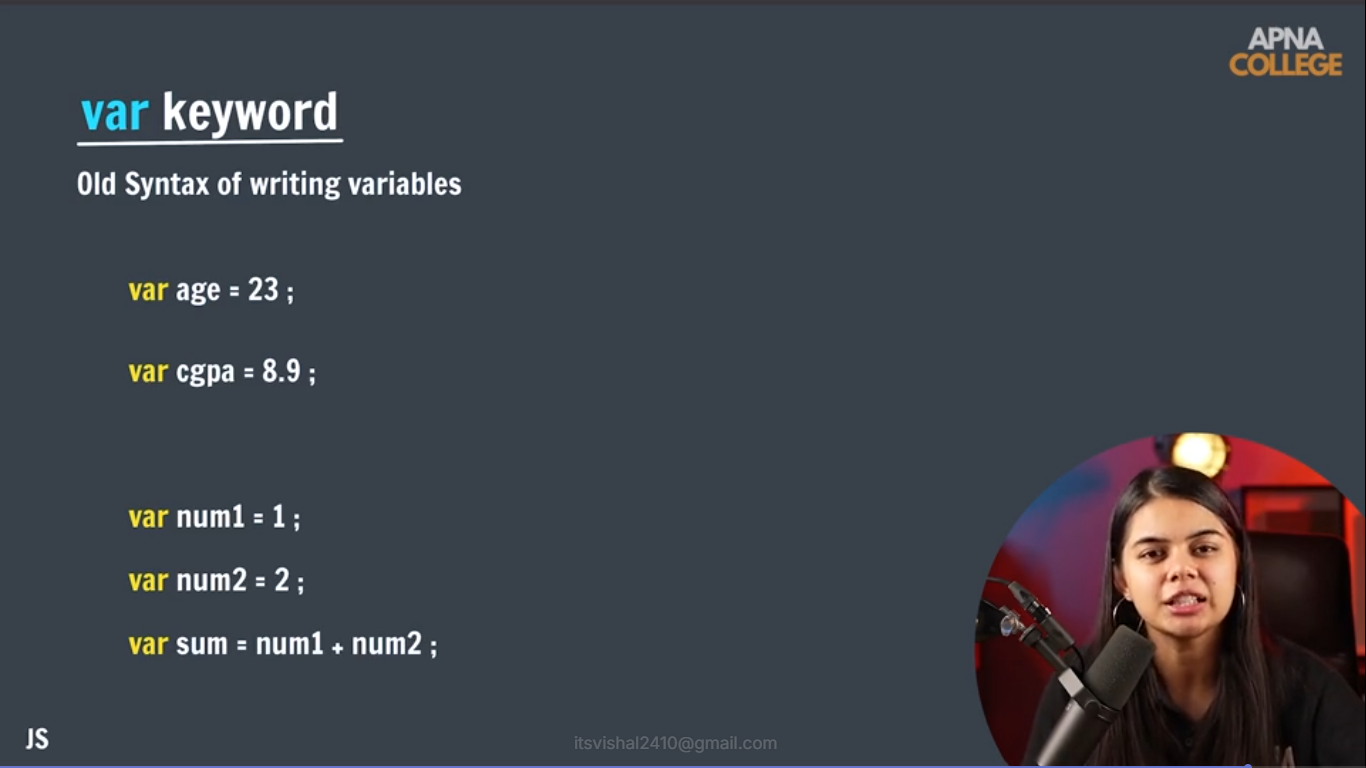 APNA
COLLEGE
var keyword
Old Syntax of writing variables
var age = 23 ;
var cgpa = 8.9 ;
var num1 = 1 ;
var num2 = 2 ;
var sum = num1 + num2 ;
JS
itsvishal2410@gmail.com